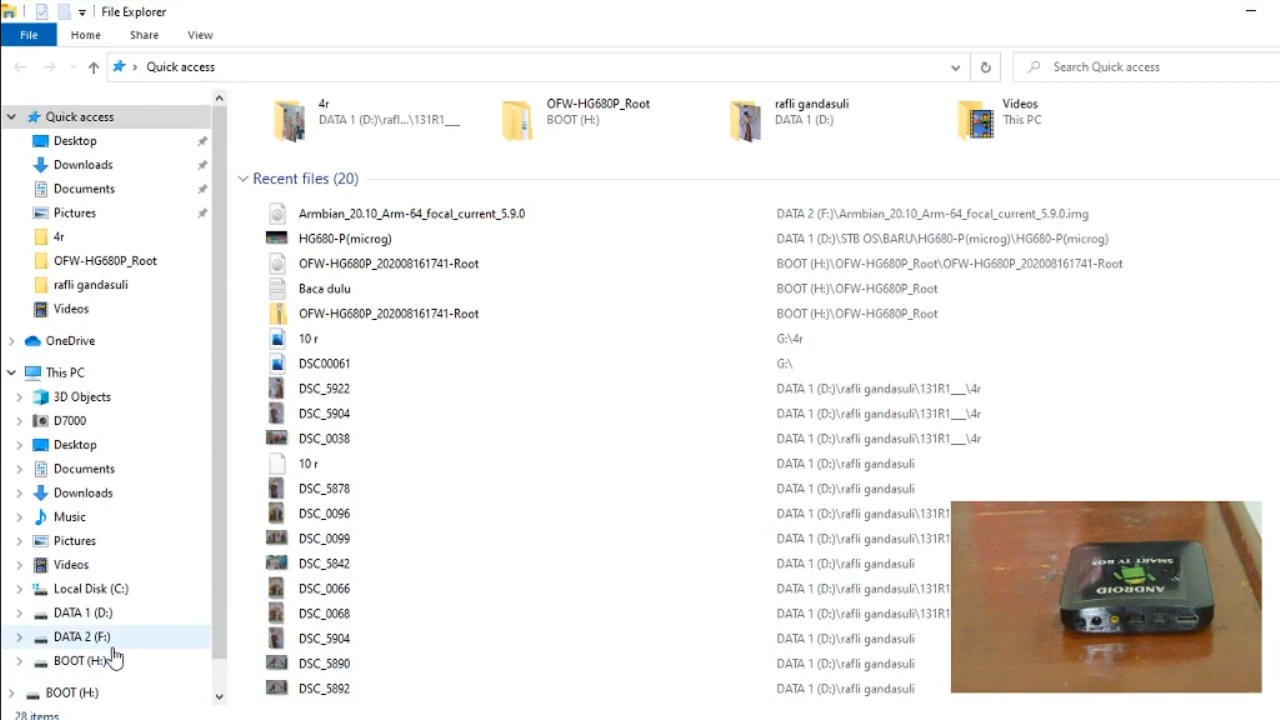 File Explorer
File Home Share View
Quick access
Search Quick access
4r
DATA 1 (D:)\rafl...\131R1___
OFW-HG680P_Root
BOOT (H:)
rafli gandasuli
DATA 1 (D:)
Videos
This PC
Quick access
Desktop
Downloads
Documents
Pictures
4r
OFW-HG680P_Root
rafli gandasuli
Videos
OneDrive
This PC
3D Objects
D7000
Desktop
Documents
Downloads
Music
Pictures
Videos
Local Disk (C:)
DATA 1 (D:)
DATA 2 (F:)
BOOT (H:)
BOOT (H:)
28 items
Recent files (20)
Armbian_20.10_Arm-64_focal_current_5.9.0 DATA 2 (F:)\Armbian_20.10_Arm-64_focal_current_5.9.0.img
HG680-P(microg) DATA 1 (D:)\STB OS\BARU\HG680-P(microg)\HG680-P(microg)
OFW-HG680P_202008161741-Root BOOT (H:)\OFW-HG680P_Root\OFW-HG680P_202008161741-Root
Baca dulu BOOT (H:)\OFW-HG680P_Root
OFW-HG680P_202008161741-Root BOOT (H:)\OFW-HG680P_Root
10 r G:\4r
DSC00061 G:\
DSC_5922 DATA 1 (D:)\rafli gandasuli\131R1___\4r
DSC_5904 DATA 1 (D:)\rafli gandasuli\131R1___\4r
DSC_0038 DATA 1 (D:)\rafli gandasuli\131R1___\4r
10 r DATA 1 (D:)\rafli gandasuli
DSC_5878 DATA 1 (D:)\rafli gandasuli
DSC_0096 DATA 1 (D:)\rafli gandasuli\131R1
DSC_0099 DATA 1 (D:)\rafli gandasuli\131R1
DSC_5842 DATA 1 (D:)\rafli gandasuli
DSC_0066 DATA 1 (D:)\rafli gandasuli\131R1
DSC_0068 DATA 1 (D:)\rafli gandasuli\131R1
DSC_5904 DATA 1 (D:)\rafli gandasuli
DSC_5890 DATA 1 (D:)\rafli gandasuli
DSC_5892 DATA 1 (D:)\rafli gandasuli
SMART TV BOX
ANDROID